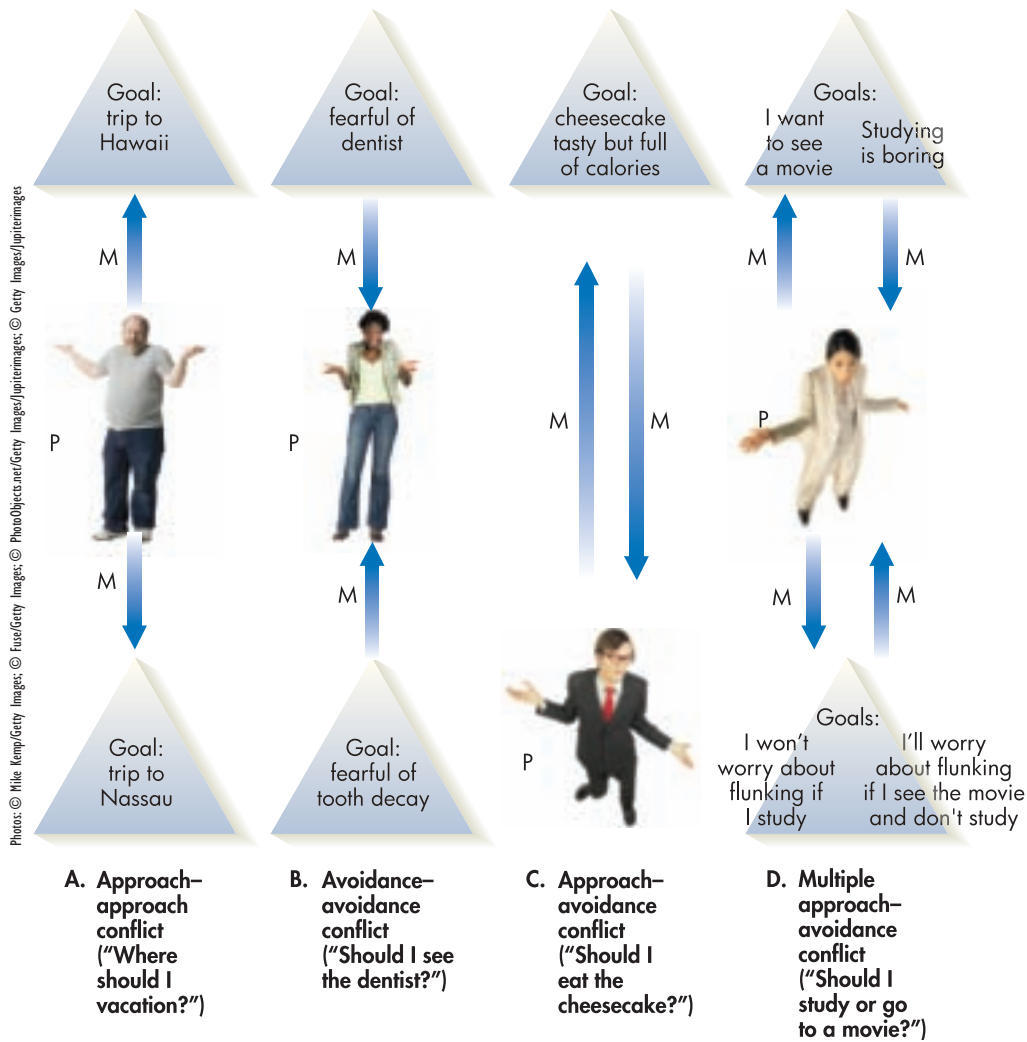 Goal:
trip to
Hawaii
Goal:
fearful of
dentist
Goal:
cheesecake
tasty but full
of calories
Goals:
I want
to see
a movie
Studying
is boring
M
M
M
M
P
P
M
M
P
M
M
M
M
P
Goal:
trip to
Nassau
Goal:
fearful of
tooth decay
Goals:
I won’t
worry about
flunking if
I study
I’ll worry
about flunking
if I see the movie
and don't study
A. Approach–
approach
conflict
(“Where
should I
vacation?”)
B. Avoidance–
avoidance
conflict
(“Should I see
the dentist?”)
C. Approach–
avoidance
conflict
(“Should I
eat the
cheesecake?”)
D. Multiple
approach–
avoidance
conflict
(“Should I
study or go
to a movie?”)
Photos: © Mike Kemp/Getty Images; © Fuse/Getty Images; © PhotoObjects.net/Getty Images/Jupiterimages; © Getty Images/Jupiterimages